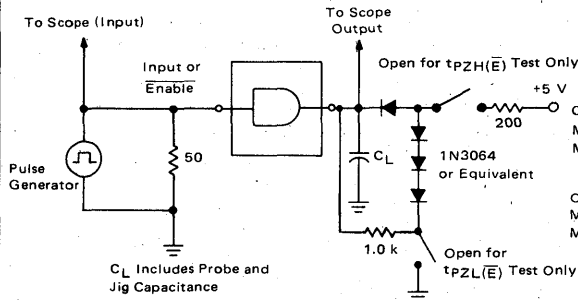 To Scope (Input)
To Scope
Output
Open for tPZH(E̅) Test Only
Input or
E̅n̅a̅b̅l̅e̅
+5 V
200
Pulse
Generator
50
CL
1N3064
or Equivalent
1.0 k
Open for
tPZL(E̅) Test Only
CL Includes Probe and
Jig Capacitance
C
M
M
C
M
M